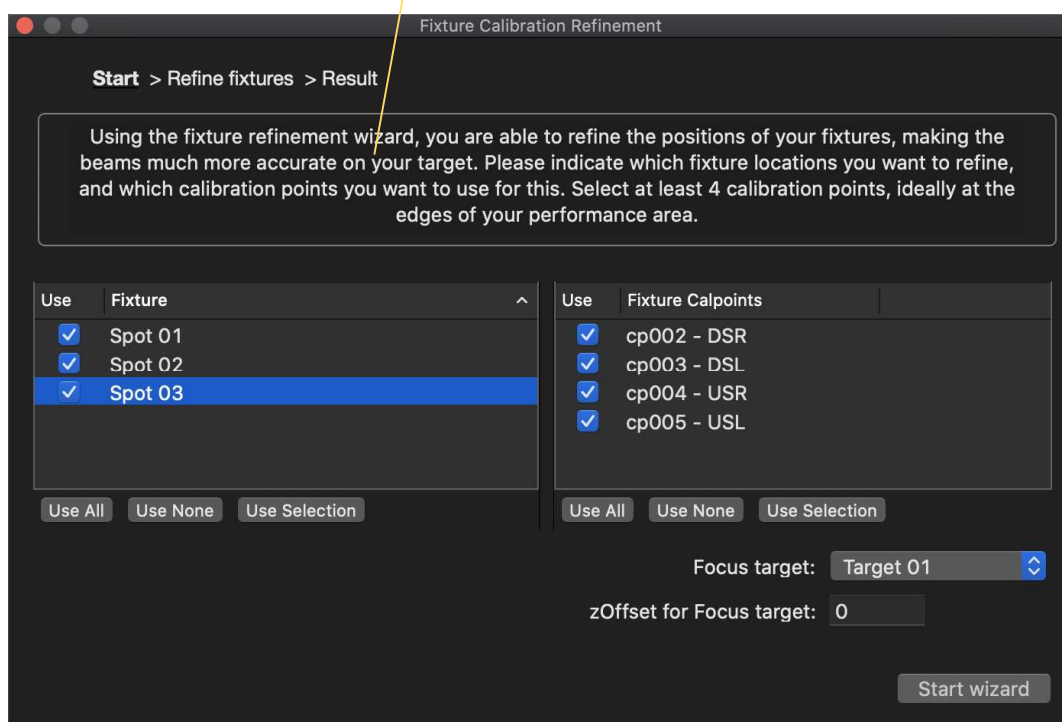 Fixture Calibration Refinement
Start > Refine fixtures > Result
Using the fixture refinement wizard, you are able to refine the positions of your fixtures, making the
beams much more accurate on your target. Please indicate which fixture locations you want to refine,
and which calibration points you want to use for this. Select at least 4 calibration points, ideally at the
edges of your performance area.
Use Fixture
Spot 01
Spot 02
Spot 03
Use All Use None Use Selection
Use Fixture Calpoints
cp002 - DSR
cp003 - DSL
cp004 - USR
cp005 - USL
Use All Use None Use Selection
Focus target: Target 01
zOffset for Focus target: 0
Start wizard